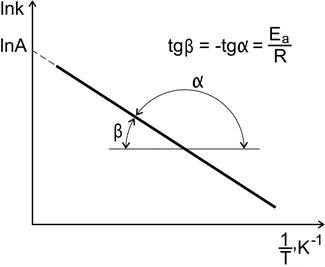 lnk
lnA
tgβ = -tgα = Ea/R
α
β
1/T, K⁻¹